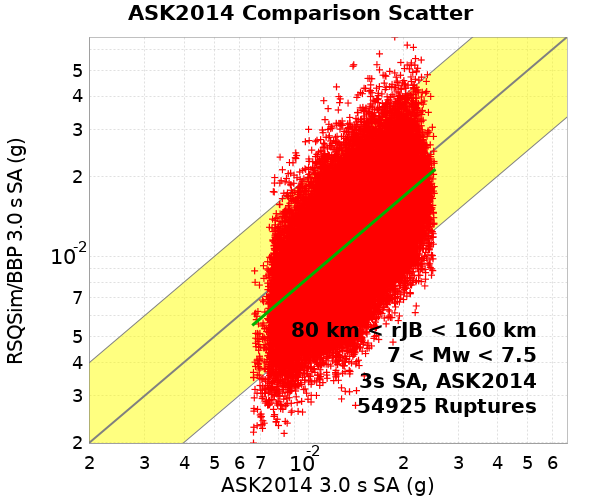 ASK2014 Comparison Scatter
RSQSim/BBP 3.0 s SA (g)
5
4
3
2
10-2
7
5
4
3
2
80 km < rJB < 160 km
7 < Mw < 7.5
3s SA, ASK2014
54925 Ruptures
2 3 4 5 6 7 10-2 2 3 4 5 6
ASK2014 3.0 s SA (g)